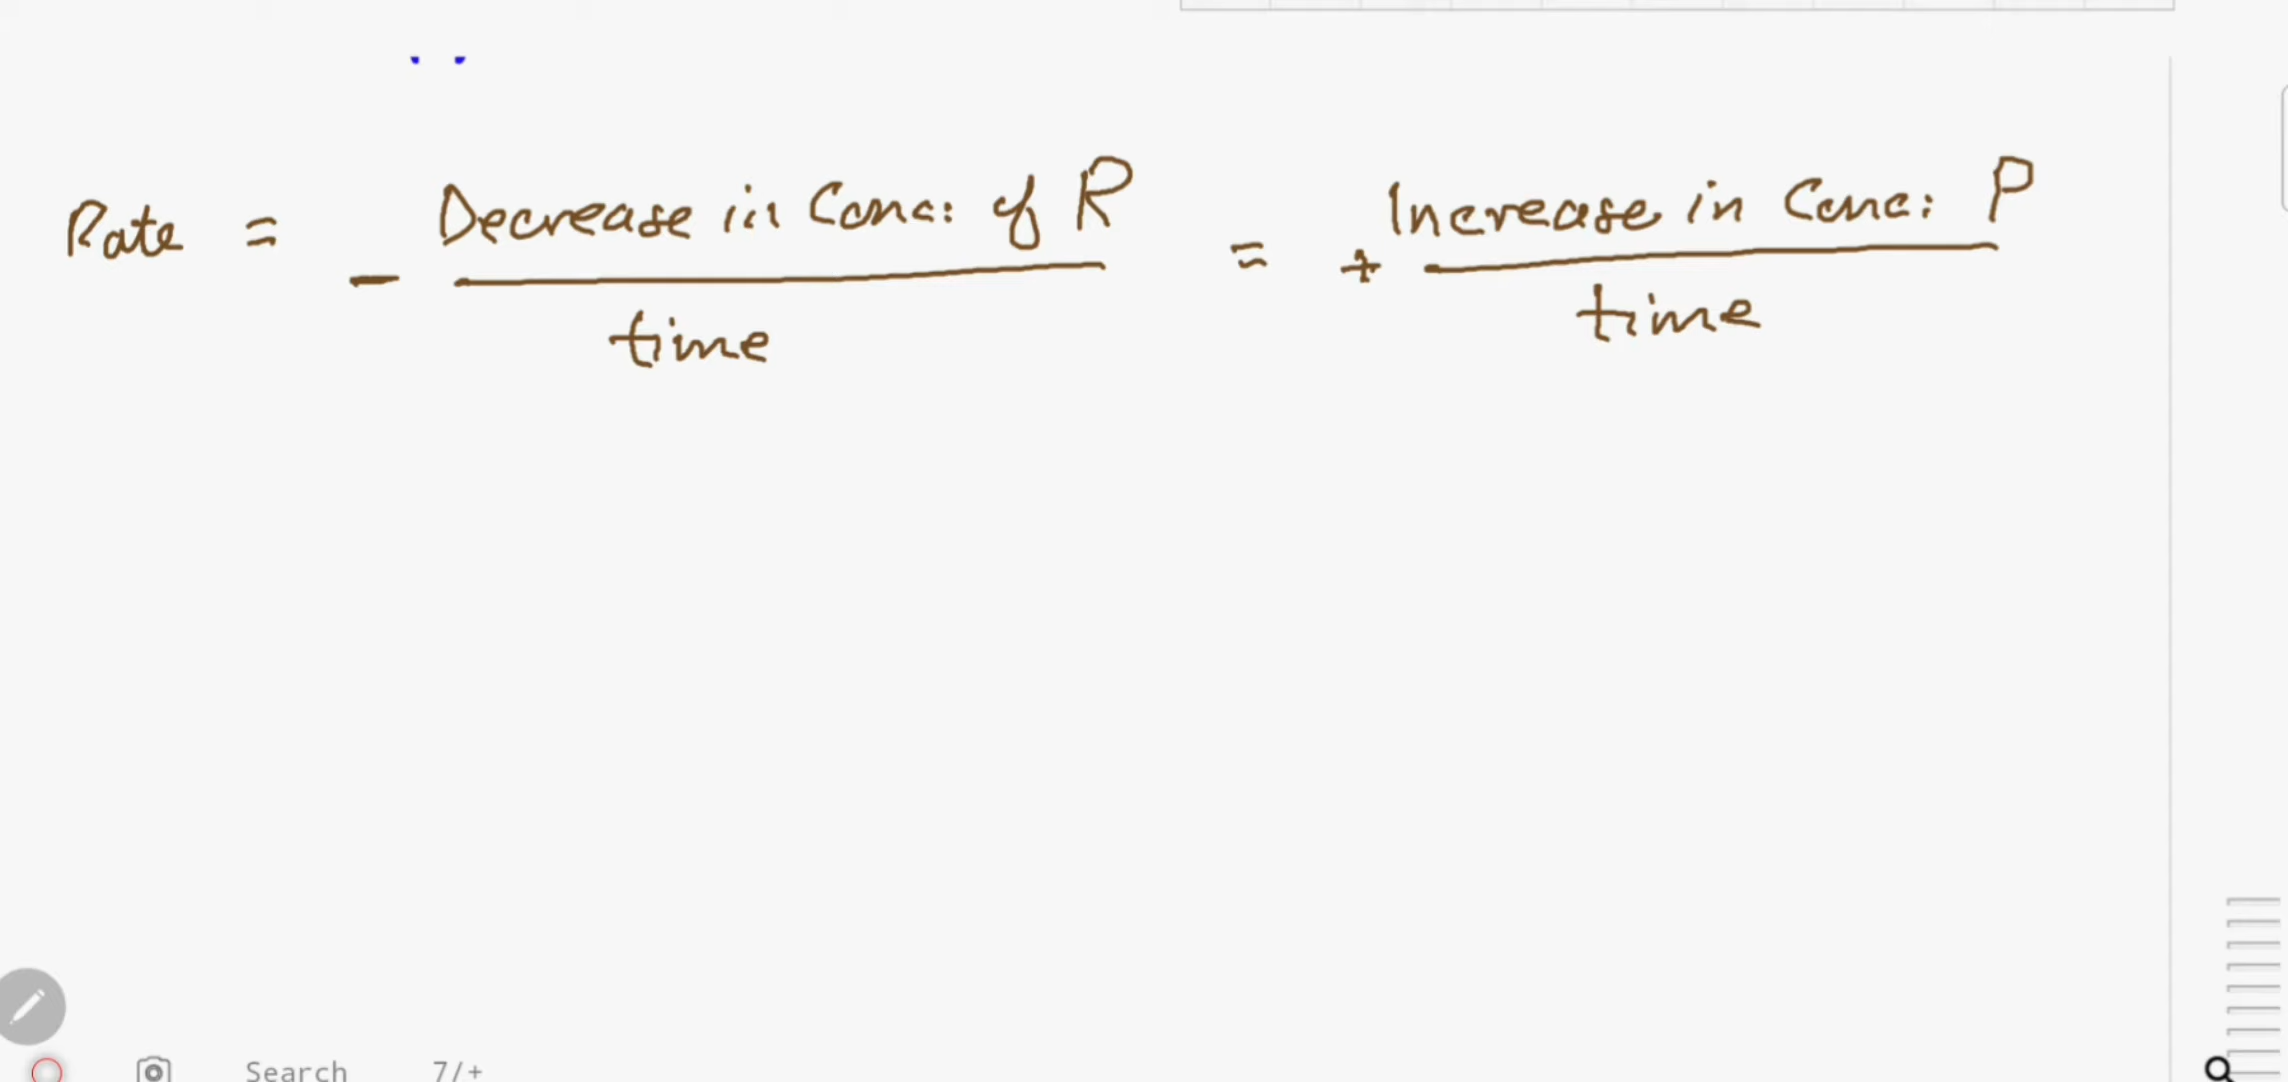 Rate = - Decrease in Conc: of R / time = + Increase in Conc: P / time
Search 7/+